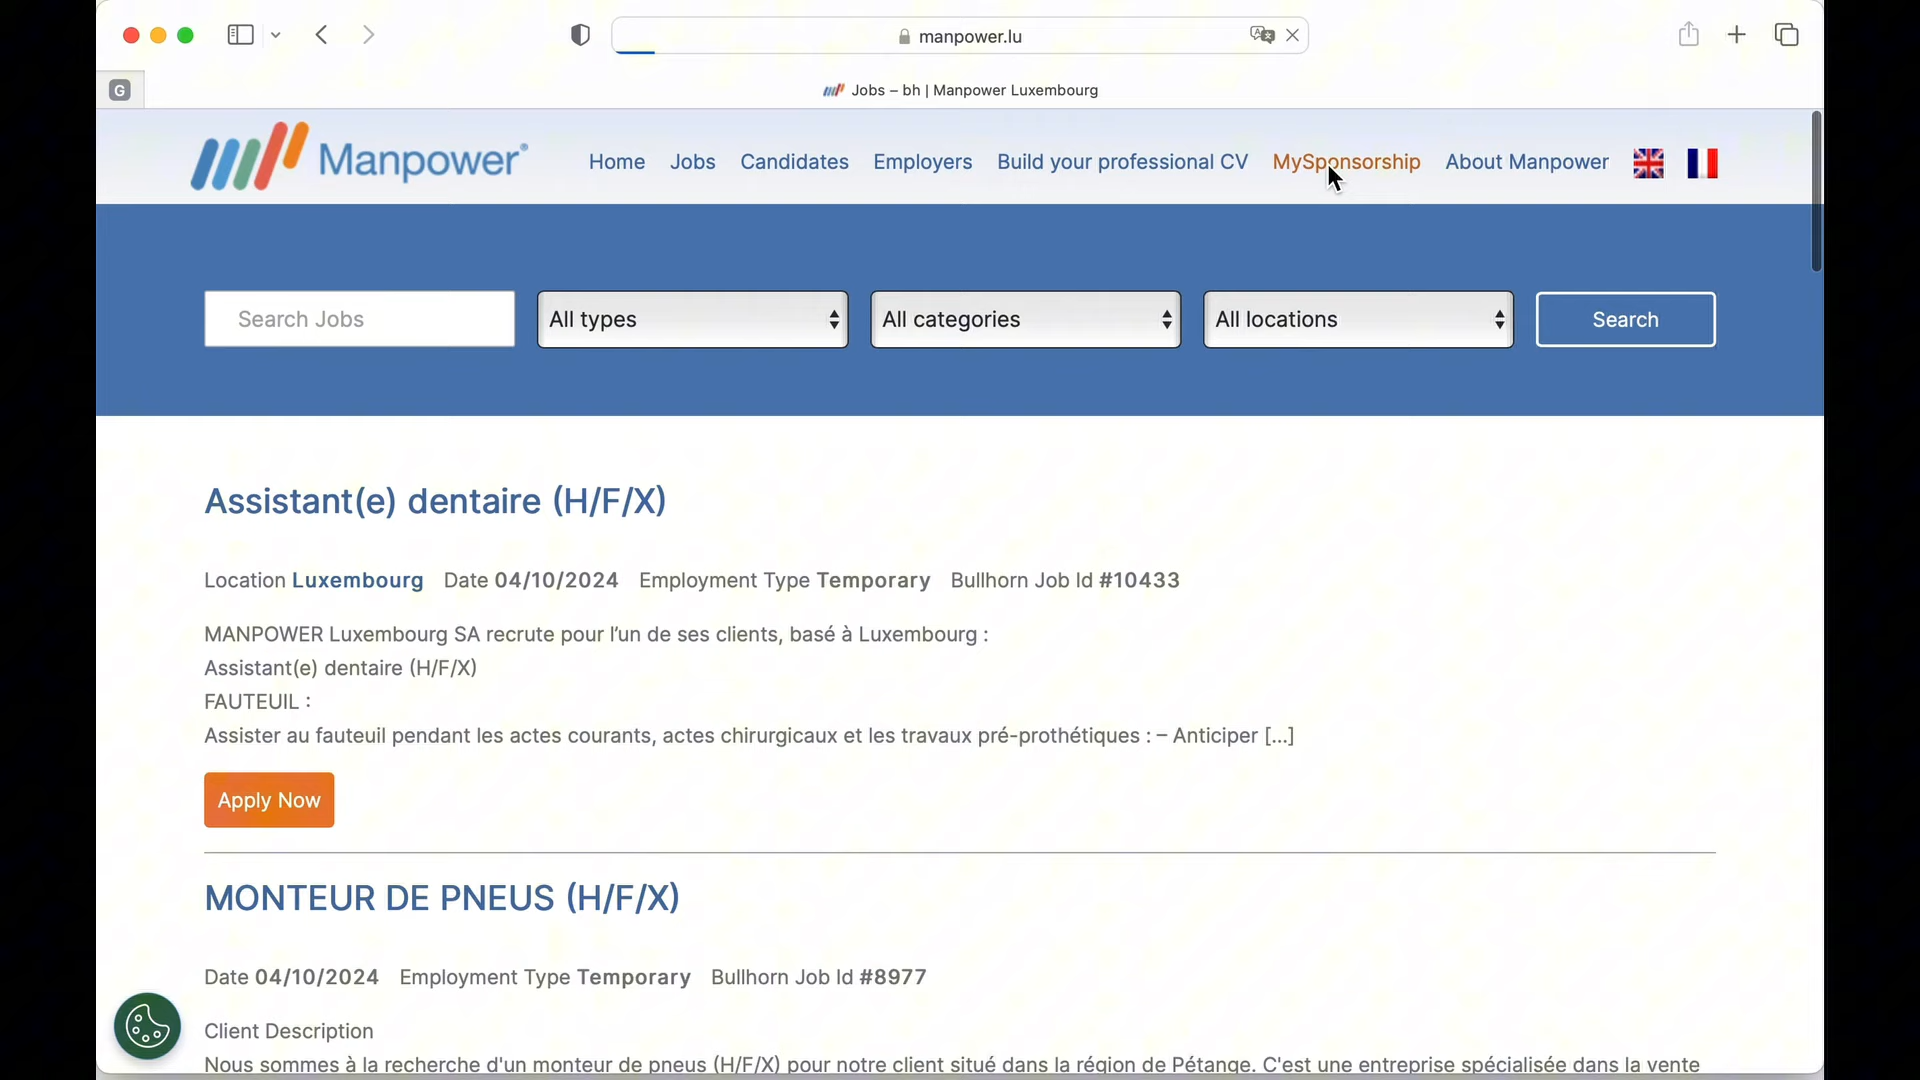 manpower.lu
G
Jobs – bh | Manpower Luxembourg
Manpower
Home Jobs Candidates Employers Build your professional CV MySponsorship About Manpower
Search Jobs All types All categories All locations Search
Assistant(e) dentaire (H/F/X)
Location Luxembourg Date 04/10/2024 Employment Type Temporary Bullhorn Job Id #10433
MANPOWER Luxembourg SA recrute pour l’un de ses clients, basé à Luxembourg :
Assistant(e) dentaire (H/F/X)
FAUTEUIL :
Assister au fauteuil pendant les actes courants, actes chirurgicaux et les travaux pré-prothétiques : – Anticiper [...]
Apply Now
MONTEUR DE PNEUS (H/F/X)
Date 04/10/2024 Employment Type Temporary Bullhorn Job Id #8977
Client Description
Nous sommes à la recherche d'un monteur de pneus (H/F/X) pour notre client situé dans la région de Pétange. C'est une entreprise spécialisée dans la vente